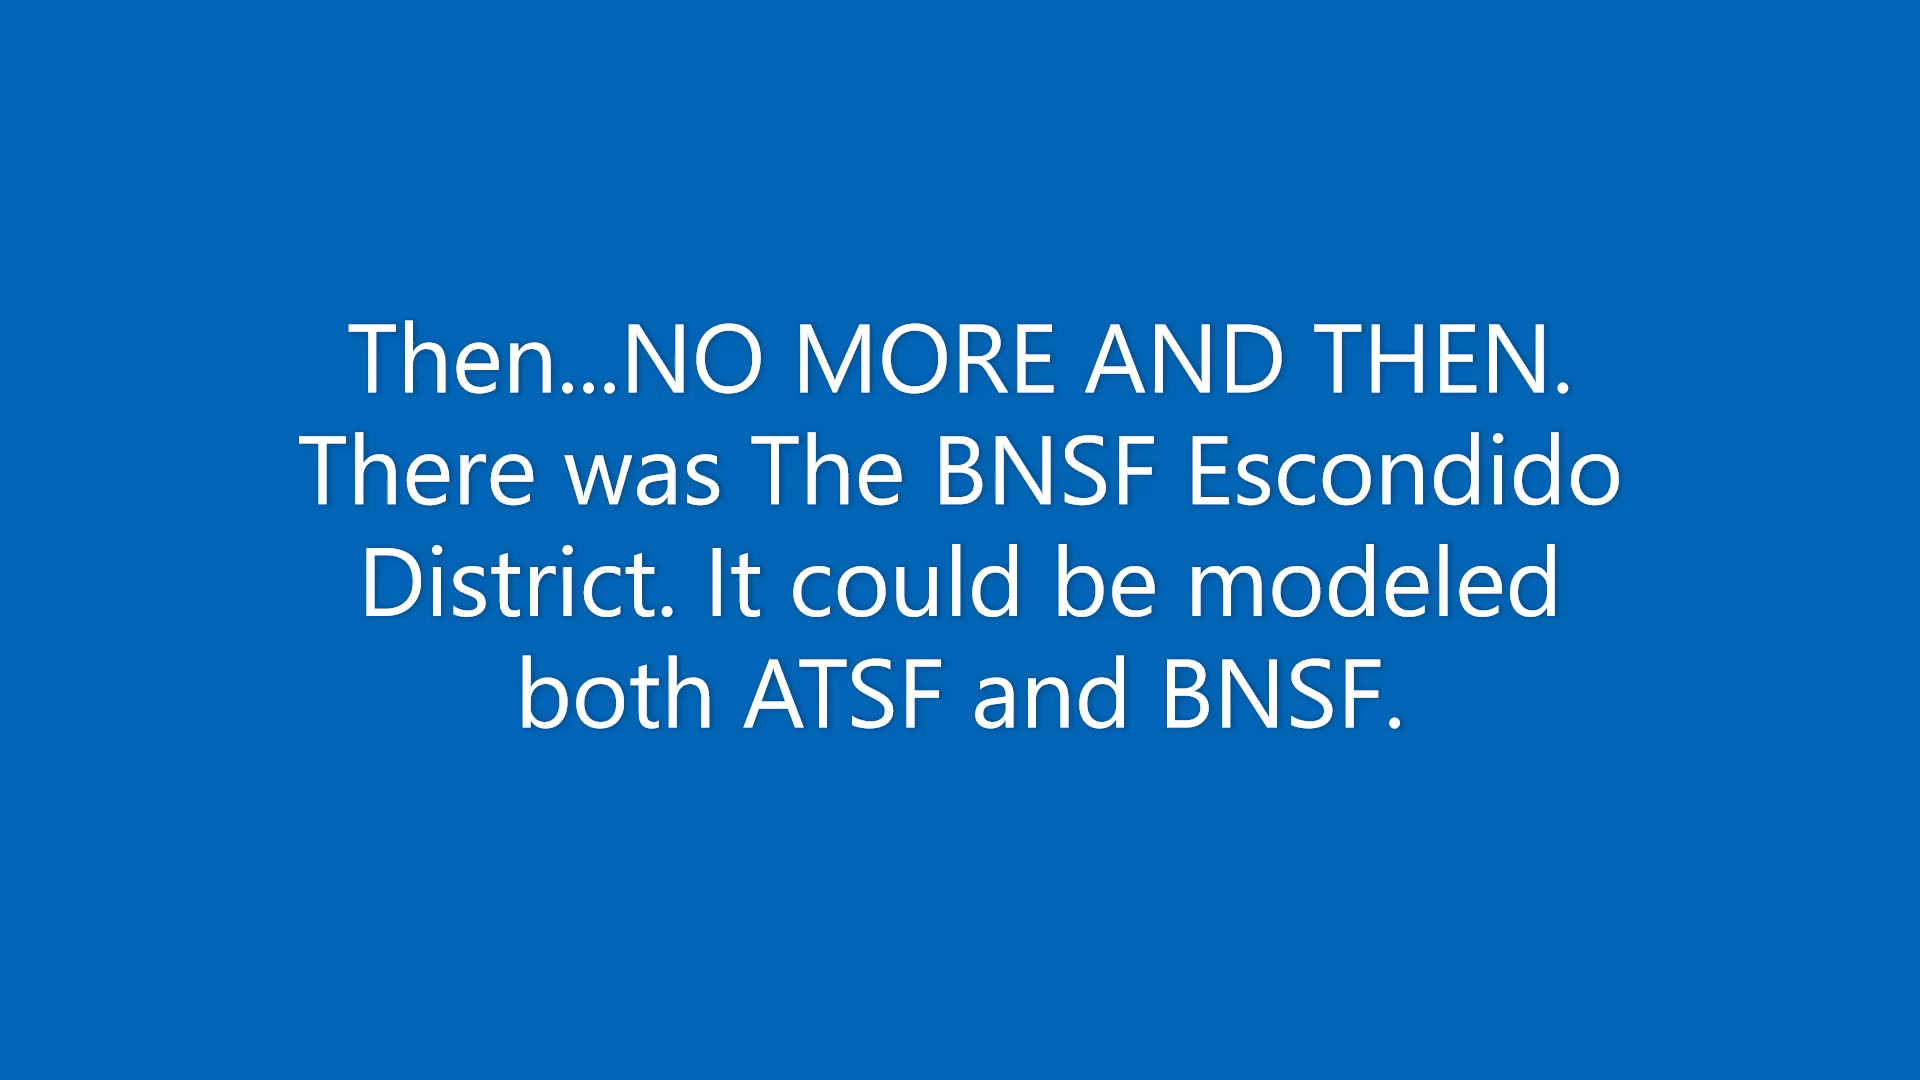 Then...NO MORE AND THEN.
There was The BNSF Escondido
District. It could be modeled
both ATSF and BNSF.